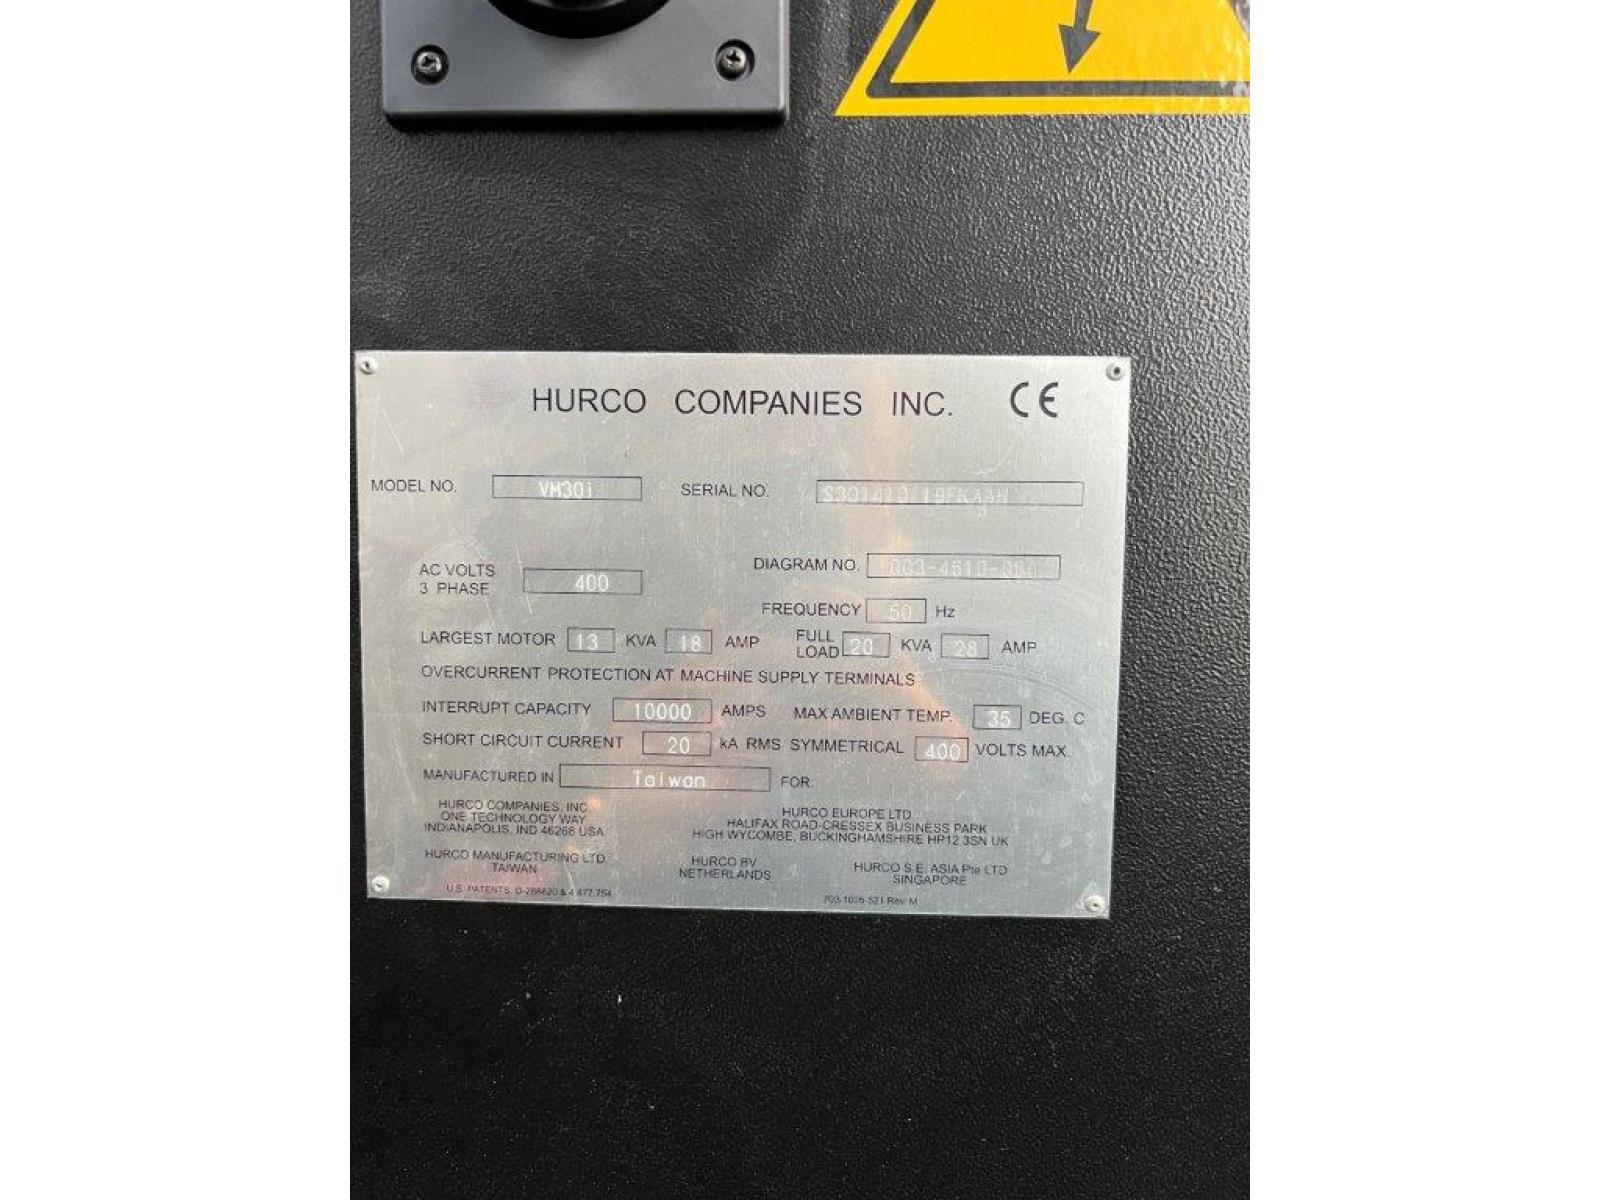 HURCO COMPANIES INC. CE
MODEL NO. VM30i SERIAL NO.
AC VOLTS 3 PHASE 400 DIAGRAM NO.
FREQUENCY 50 Hz
LARGEST MOTOR 13 KVA 18 AMP FULL LOAD 20 KVA 28 AMP
OVERCURRENT PROTECTION AT MACHINE SUPPLY TERMINALS
INTERRUPT CAPACITY 10000 AMPS MAX AMBIENT TEMP. 35 DEG. C
SHORT CIRCUIT CURRENT 20 kA RMS SYMMETRICAL 400 VOLTS MAX.
MANUFACTURED IN Taiwan FOR:
HURCO COMPANIES, INC.
ONE TECHNOLOGY WAY
INDIANAPOLIS, IND 46268 USA
HURCO EUROPE LTD.
HALIFAX ROAD-CRESSEX BUSINESS PARK
HIGH WYCOMBE, BUCKINGHAMSHIRE HP12 3SN UK
HURCO MANUFACTURING LTD
TAIWAN
HURCO BV
NETHERLANDS
HURCO S.E. ASIA Pte LTD
SINGAPORE
U.S. PATENTS, & 4,477,754
Rev. M